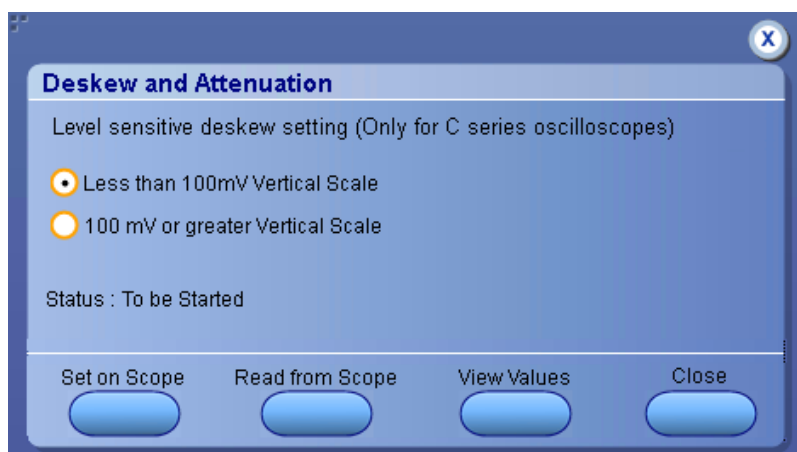 X
Deskew and Attenuation
Level sensitive deskew setting (Only for C series oscilloscopes)
Less than 100mV Vertical Scale
100 mV or greater Vertical Scale
Status : To be Started
Set on Scope Read from Scope View Values Close